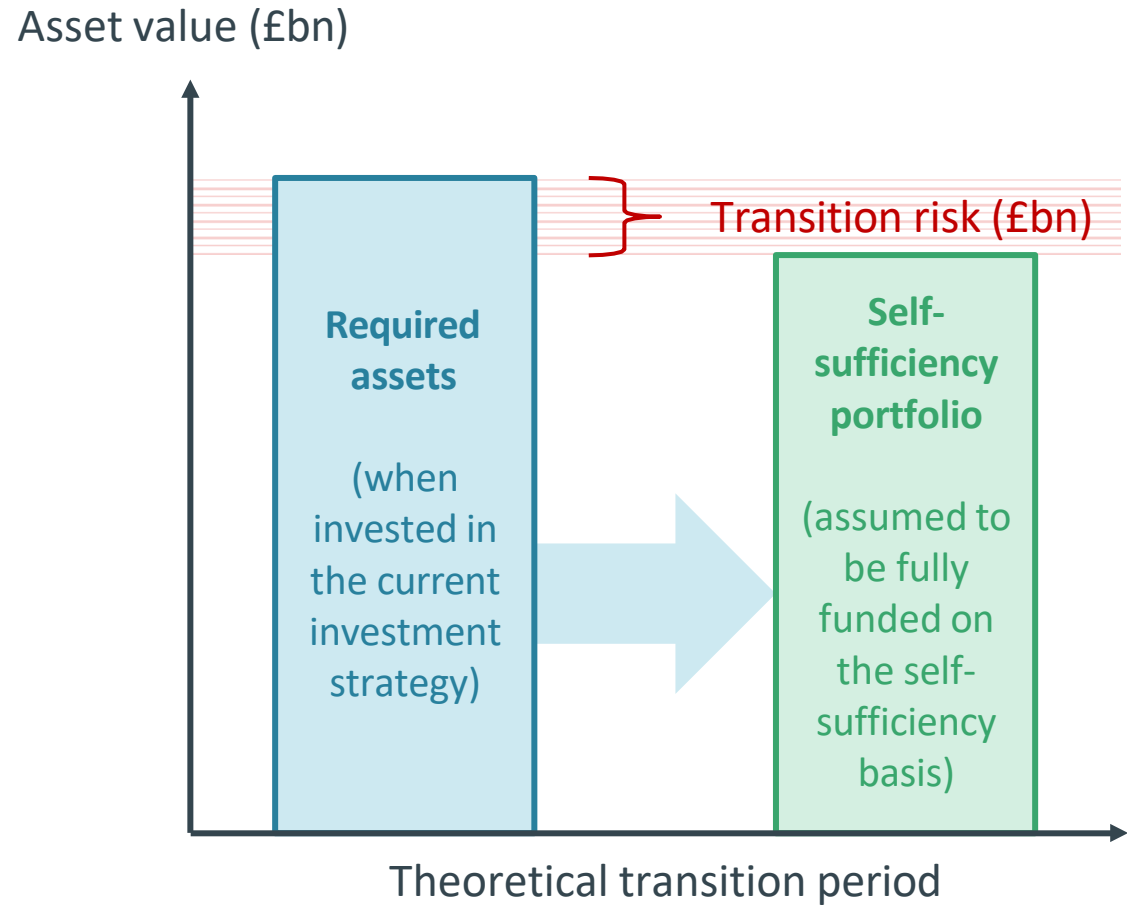 Asset value (£bn)
Transition risk (£bn)
Required
assets
(when
invested in
the current
investment
strategy)
Self-
sufficiency
portfolio
(assumed to
be fully
funded on
the self-
sufficiency
basis)
Theoretical transition period